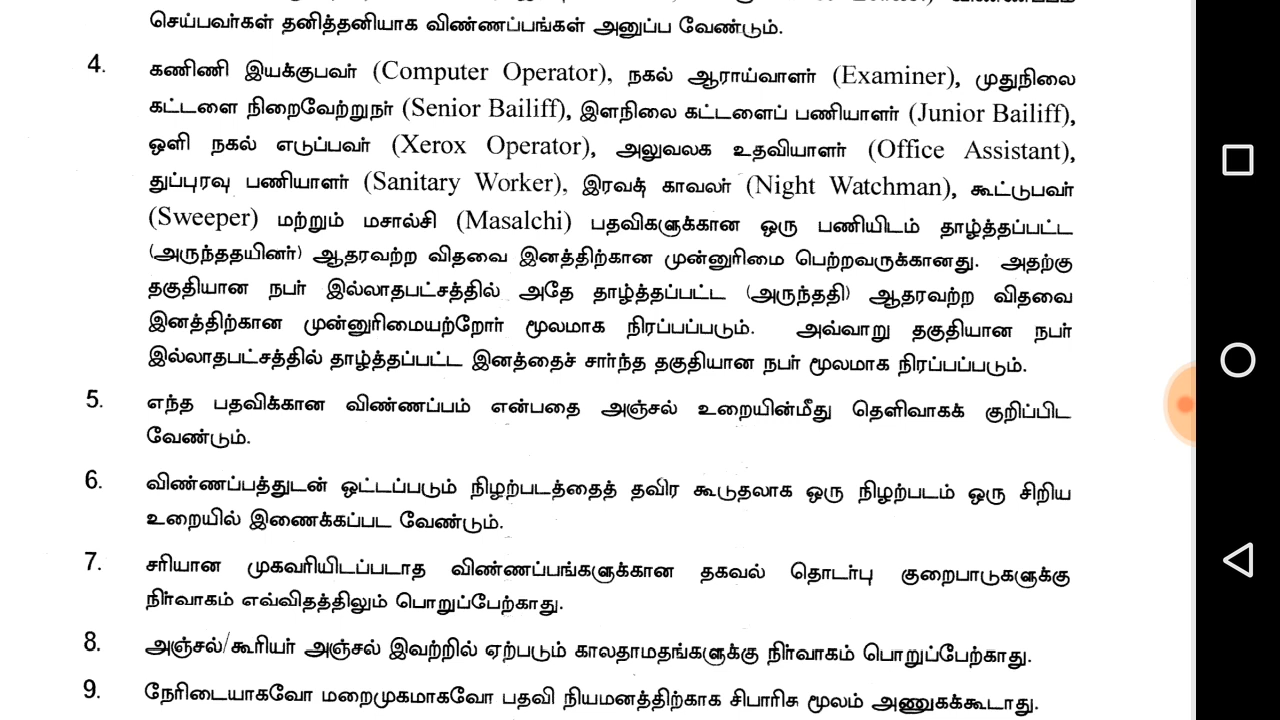 செய்பவர்கள் தனித்தனியாக விண்ணப்பங்கள் அனுப்ப வேண்டும்.
4. கணிணி இயக்குபவர் (Computer Operator), நகல் ஆராய்வாளர் (Examiner), முதுநிலை
கட்டளை நிறைவேற்றுநர் (Senior Bailiff), இளநிலை கட்டளைப் பணியாளர் (Junior Bailiff),
ஒளி நகல் எடுப்பவர் (Xerox Operator), அலுவலக உதவியாளர் (Office Assistant),
துப்புரவு பணியாளர் (Sanitary Worker), இரவுக் காவலர் (Night Watchman), கூட்டுபவர்
(Sweeper) மற்றும் மசால்சி (Masalchi) பதவிகளுக்கான ஒரு பணியிடம் தாழ்த்தப்பட்ட
(அருந்ததயினர்) ஆதரவற்ற விதவை இனத்திற்கான முன்னுரிமை பெற்றவருக்கானது. அதற்கு
தகுதியான நபர் இல்லாதபட்சத்தில் அதே தாழ்த்தப்பட்ட (அருந்ததி) ஆதரவற்ற விதவை
இனத்திற்கான முன்னுரிமையற்றோர் மூலமாக நிரப்பப்படும். அவ்வாறு தகுதியான நபர்
இல்லாதபட்சத்தில் தாழ்த்தப்பட்ட இனத்தைச் சார்ந்த தகுதியான நபர் மூலமாக நிரப்பப்படும்.
5. எந்த பதவிக்கான விண்ணப்பம் என்பதை அஞ்சல் உறையின்மீது தெளிவாகக் குறிப்பிட
வேண்டும்.
6. விண்ணப்பத்துடன் ஒட்டப்படும் நிழற்படத்தைத் தவிர கூடுதலாக ஒரு நிழற்படம் ஒரு சிறிய
உறையில் இணைக்கப்பட வேண்டும்.
7. சரியான முகவரியிடப்படாத விண்ணப்பங்களுக்கான தகவல் தொடர்பு குறைபாடுகளுக்கு
நிர்வாகம் எவ்விதத்திலும் பொறுப்பேற்காது.
8. அஞ்சல்/கூரியர் அஞ்சல் இவற்றில் ஏற்படும் காலதாமதங்களுக்கு நிர்வாகம் பொறுப்பேற்காது.
9. நேரிடையாகவோ மறைமுகமாகவோ பதவி நியமனத்திற்காக சிபாரிசு மூலம் அணுகக்கூடாது.